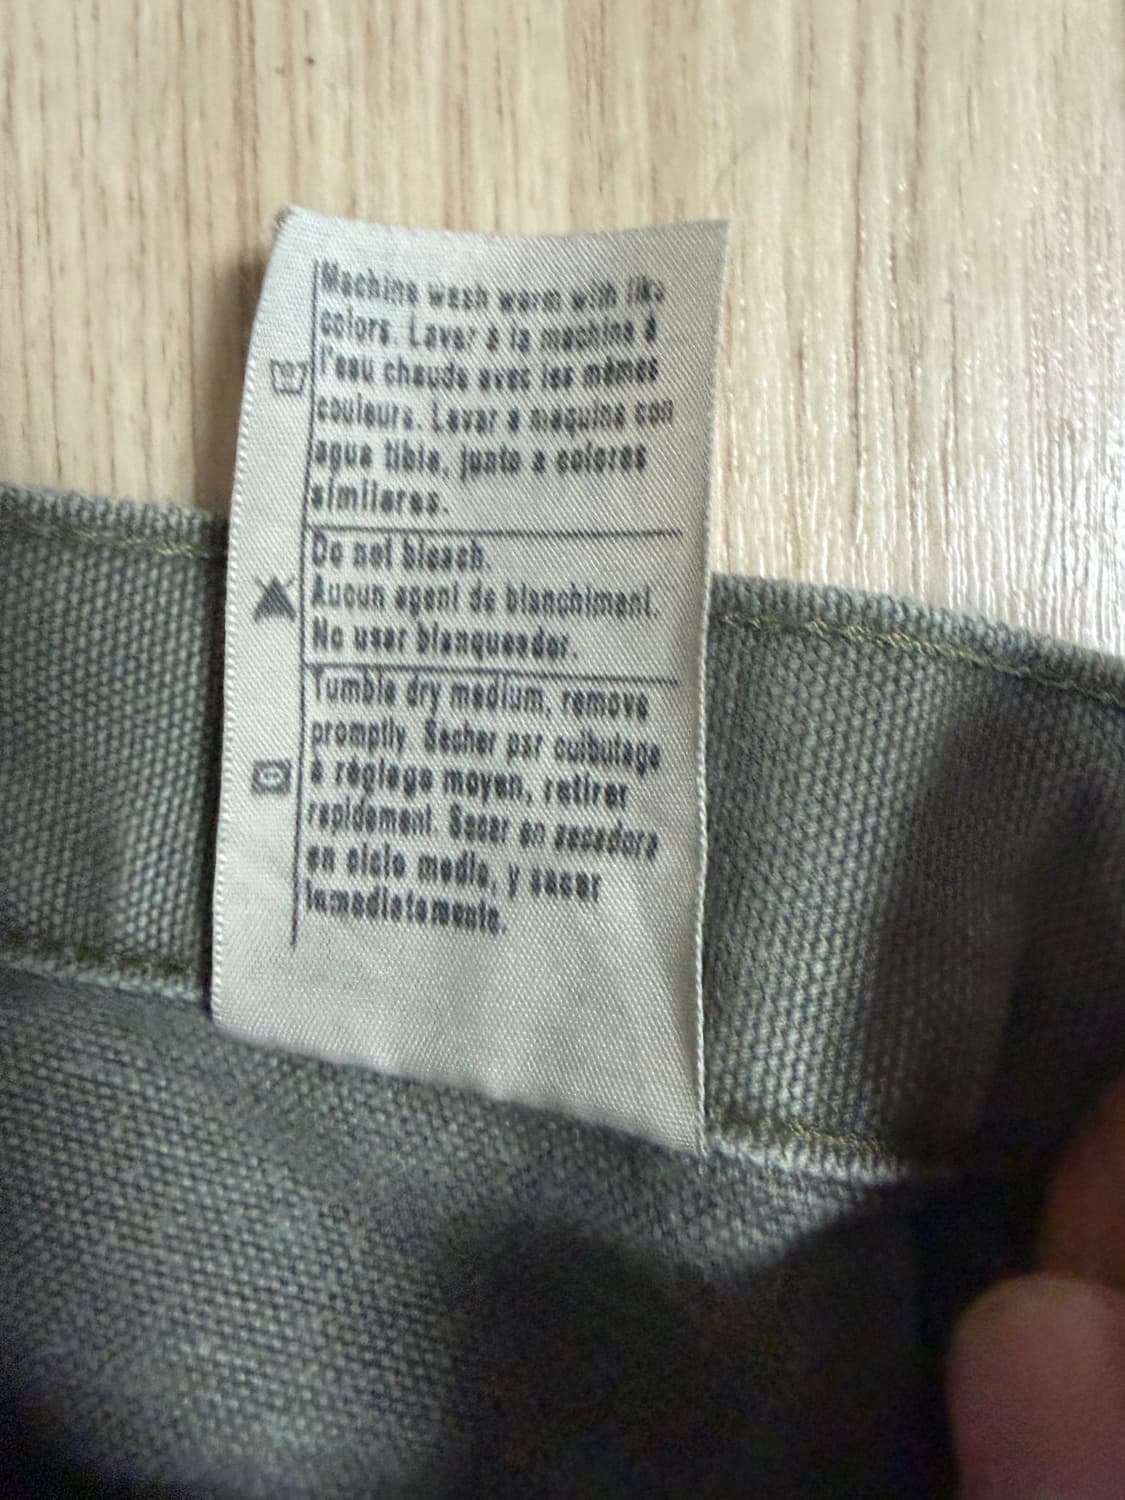 Machine wash warm with like
colors. Laver à la machine à
l'eau chaude avec les mêmes
couleurs. Lavar a maquina con
agua tibia, junto a colores
similares.
Do not bleach.
Aucun agent de blanchiment.
No usar blanqueador.
Tumble dry medium, remove
promptly. Sécher par culbutage
à réglage moyen, retirer
rapidement. Secar en secadora
en ciclo medio, y sacar
inmediatamente.